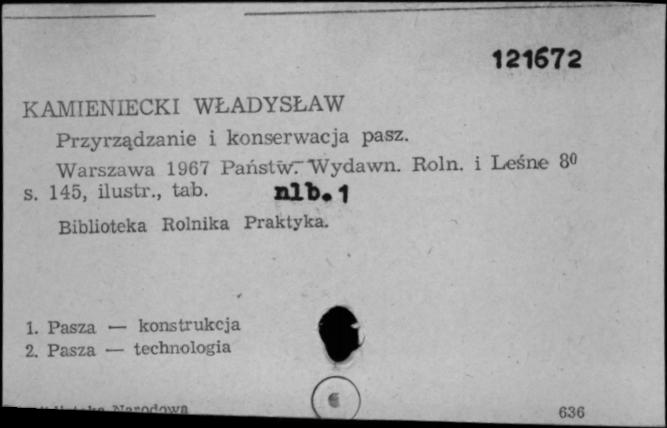 121672
KAMIENIECKI WŁADYSŁAW
Przyrządzanie i konserwacja pasz.
Warszawa 1967 Państw. Wydawn. Roln. i Leśne 8⁰
s. 145, ilustr., tab. nlb. 1
Biblioteka Rolnika Praktyka.
1. Pasza — konstrukcja
2. Pasza — technologia
Narodowa
636